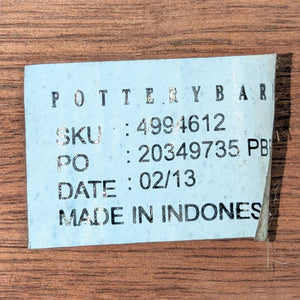 POTTERYBAR
SKU : 4994612
PO : 20349735 PB
DATE : 02/13
MADE IN INDONES